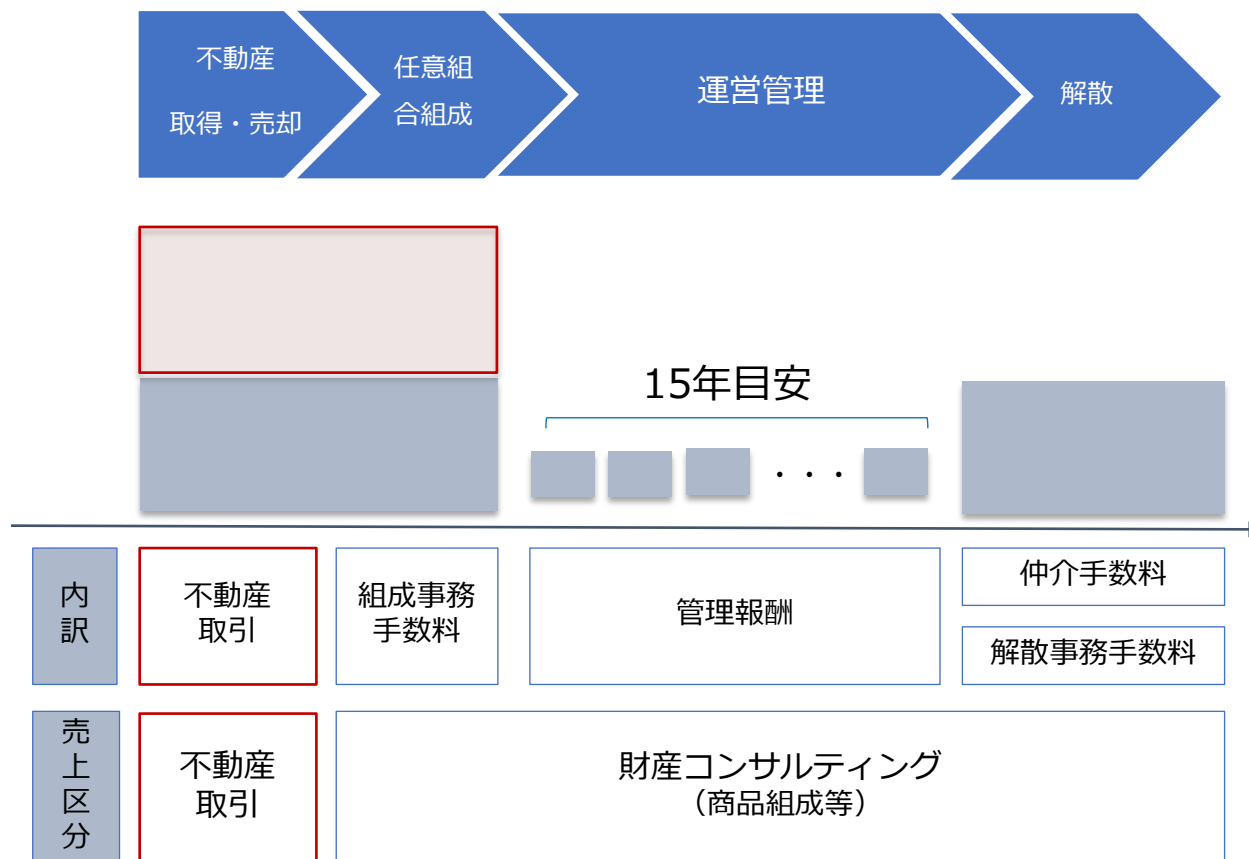 不動産
取得・売却
任意組
合組成
運営管理
解散
15年目安
・・・
内
訳
不動産
取引
組成事務
手数料
管理報酬
仲介手数料
解散事務手数料
売
上
区
分
不動産
取引
財産コンサルティング
（商品組成等）